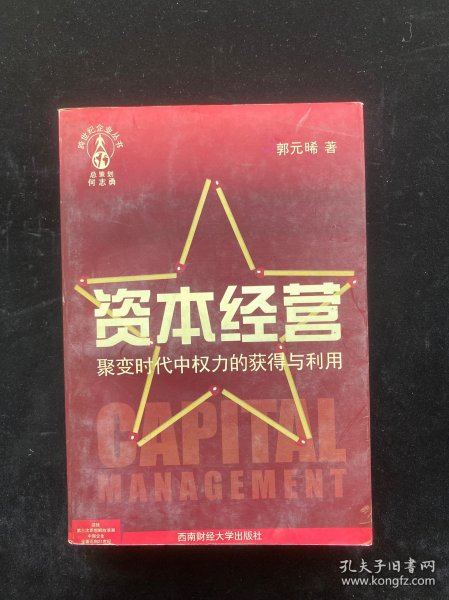 跨世纪企业丛书
总策划
何志勇
郭元晞 著
资本经营
聚变时代中权力的获得与利用
CAPITAL
MANAGEMENT
西南财经大学出版社
孔夫子旧书网
www.kongfz.com